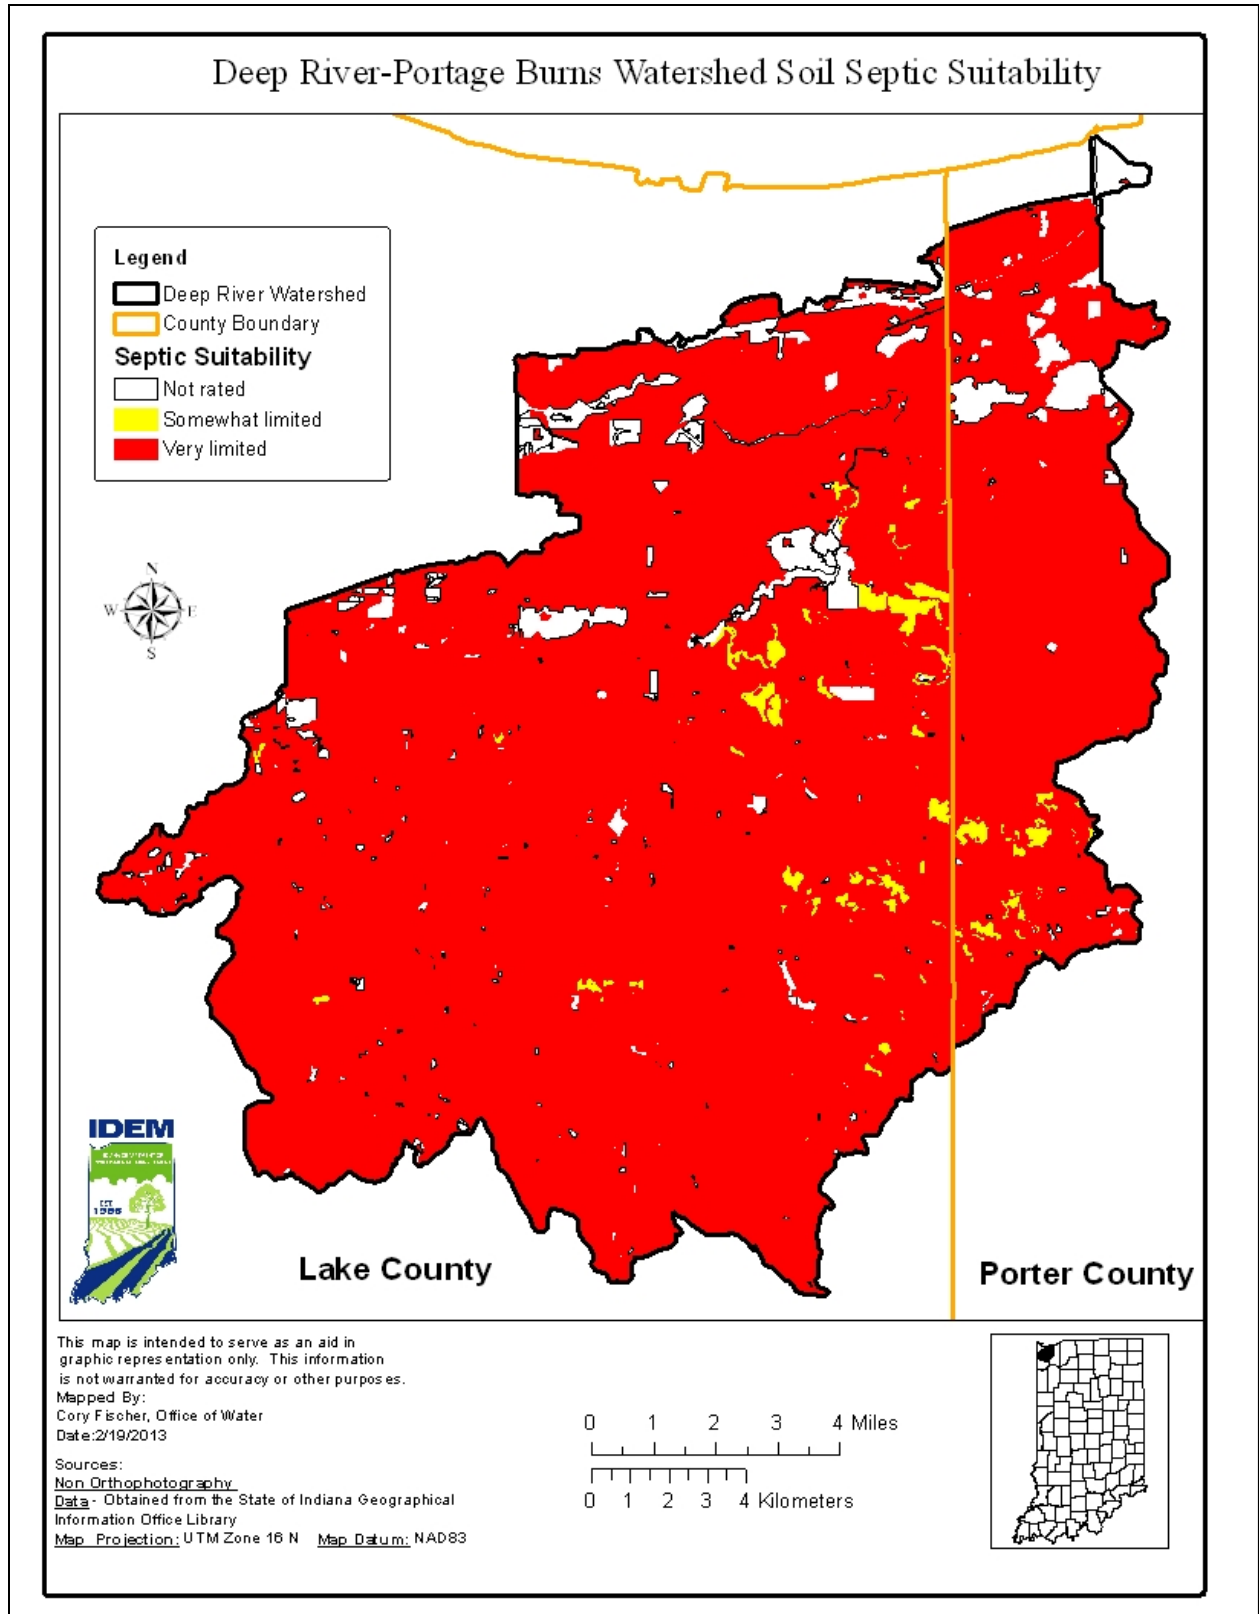 Deep River-Portage Burns Watershed Soil Septic Suitability
Legend
Deep River Watershed
County Boundary
Septic Suitability
Not rated
Somewhat limited
Very limited
N
W E
S
IDEM
EST.
1986
Lake County
Porter County
This map is intended to serve as an aid in
graphic representation only. This information
is not warranted for accuracy or other purposes.
Mapped By:
Cory Fischer, Office of Water
Date:2/19/2013
Sources:
Non Orthophotography
Data - Obtained from the State of Indiana Geographical
Information Office Library
Map Projection: UTM Zone 16 N Map Datum: NAD83
0 1 2 3 4 Miles
0 1 2 3 4 Kilometers